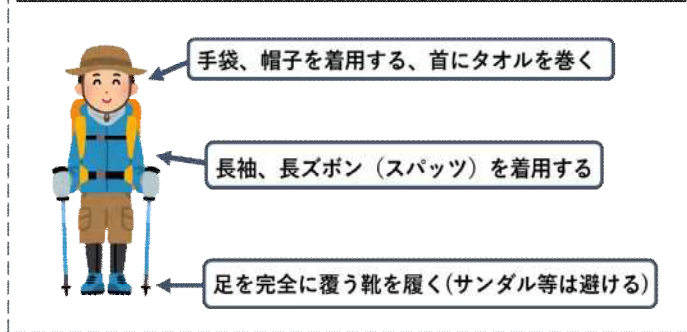 手袋、帽子を着用する、首にタオルを巻く
長袖、長ズボン（スパッツ）を着用する
足を完全に覆う靴を履く(サンダル等は避ける)